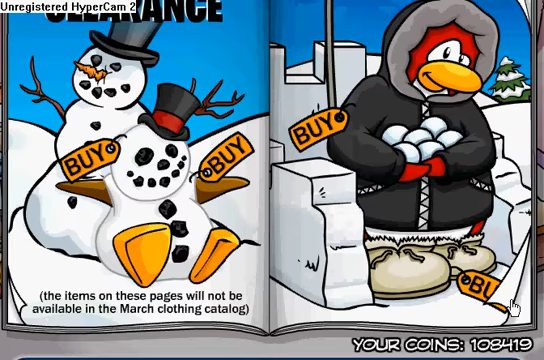 Unregistered HyperCam 2
CLEARANCE
BUY
BUY
BUY
BU
(the items on these pages will not be
available in the March clothing catalog)
YOUR COINS: 108419